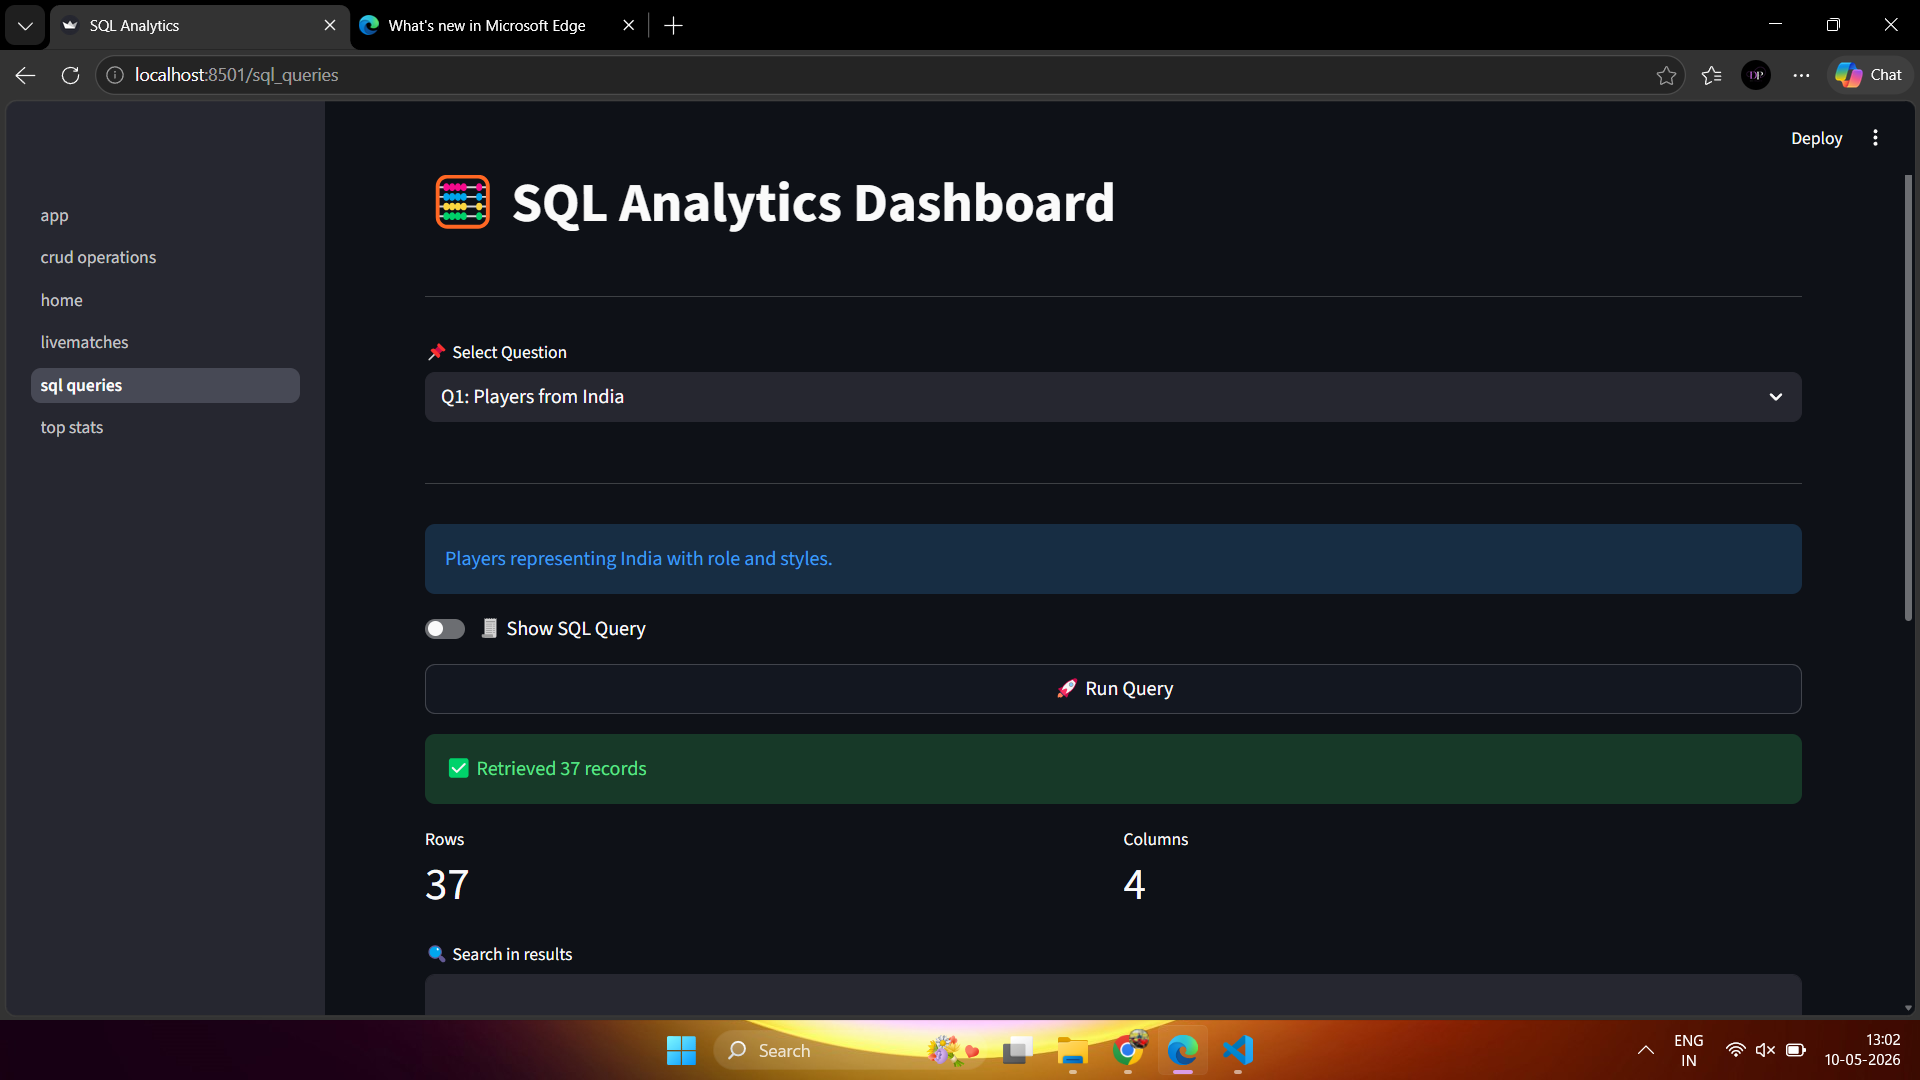 SQL Analytics
What's new in Microsoft Edge
localhost:8501/sql_queries
DP
Chat
Deploy
app
crud operations
home
livematches
sql queries
top stats
SQL Analytics Dashboard
Select Question
Q1: Players from India
Players representing India with role and styles.
Show SQL Query
Run Query
Retrieved 37 records
Rows
37
Columns
4
Search in results
Search
ENG
IN
13:02
10-05-2026